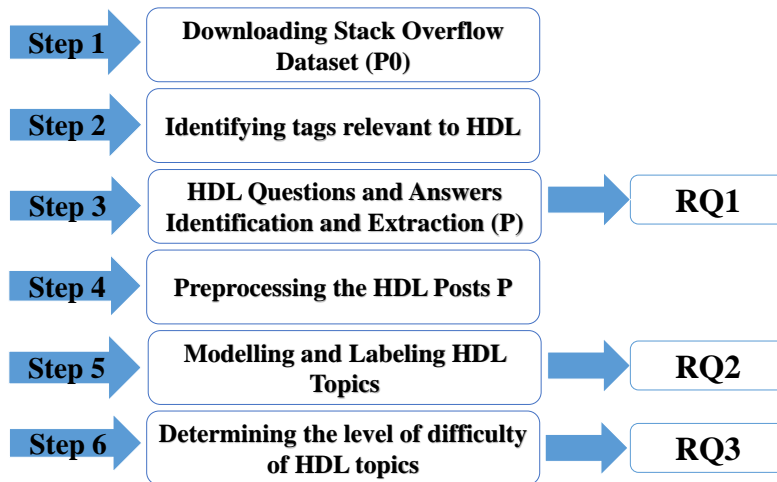 Step 1
Downloading Stack Overflow
Dataset (P0)
Step 2
Identifying tags relevant to HDL
Step 3
HDL Questions and Answers
Identification and Extraction (P)
RQ1
Step 4
Preprocessing the HDL Posts P
Step 5
Modelling and Labeling HDL
Topics
RQ2
Step 6
Determining the level of difficulty
of HDL topics
RQ3